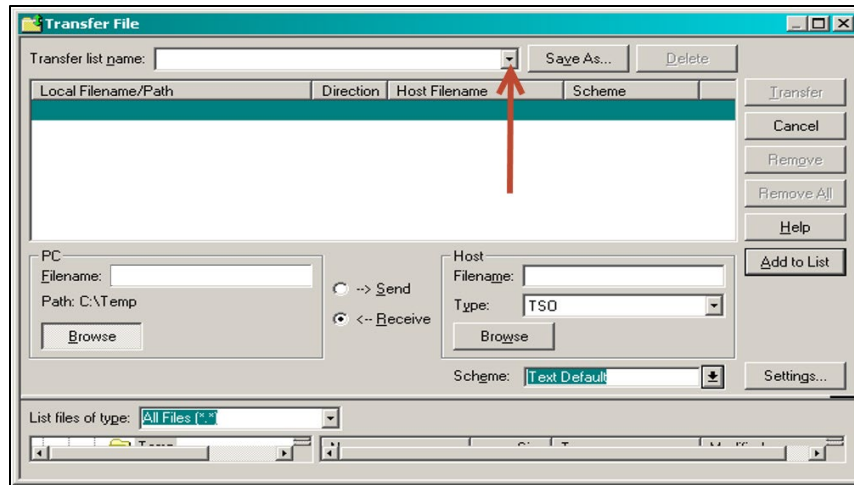 Transfer File
Transfer list name:
Save As...
Delete
Local Filename/Path Direction Host Filename Scheme
Transfer
Cancel
Remove
Remove All
Help
Add to List
PC
Filename:
Path: C:\Temp
Browse
--> Send
<-- Receive
Host
Filename:
Type: TSO
Browse
Scheme: Text Default
Settings...
List files of type: All Files (*.*)